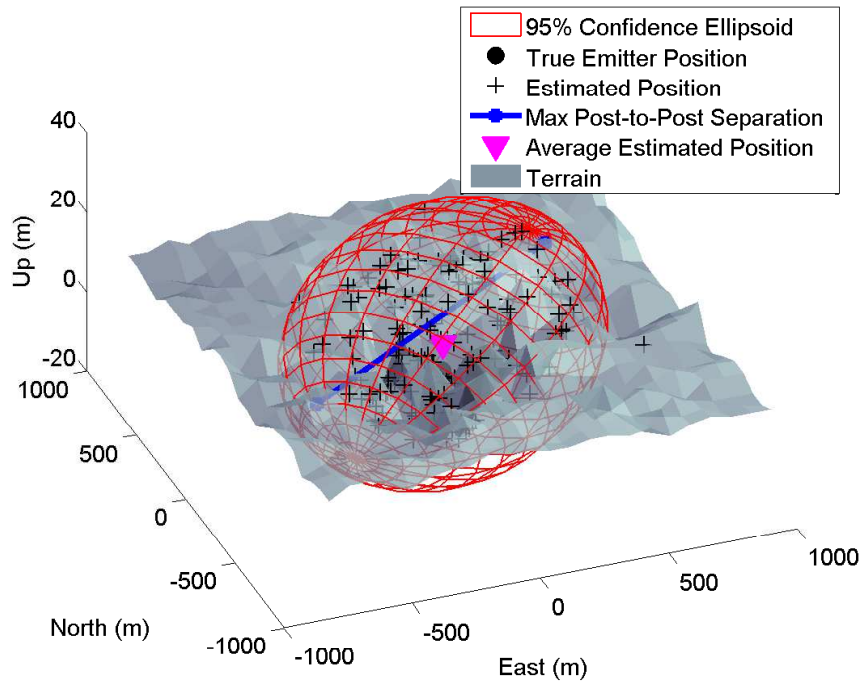 95% Confidence Ellipsoid
True Emitter Position
Estimated Position
Max Post-to-Post Separation
Average Estimated Position
Terrain
40
20
0
-20
Up (m)
1000
500
0
-500
-1000
North (m)
-1000
-500
0
500
1000
East (m)